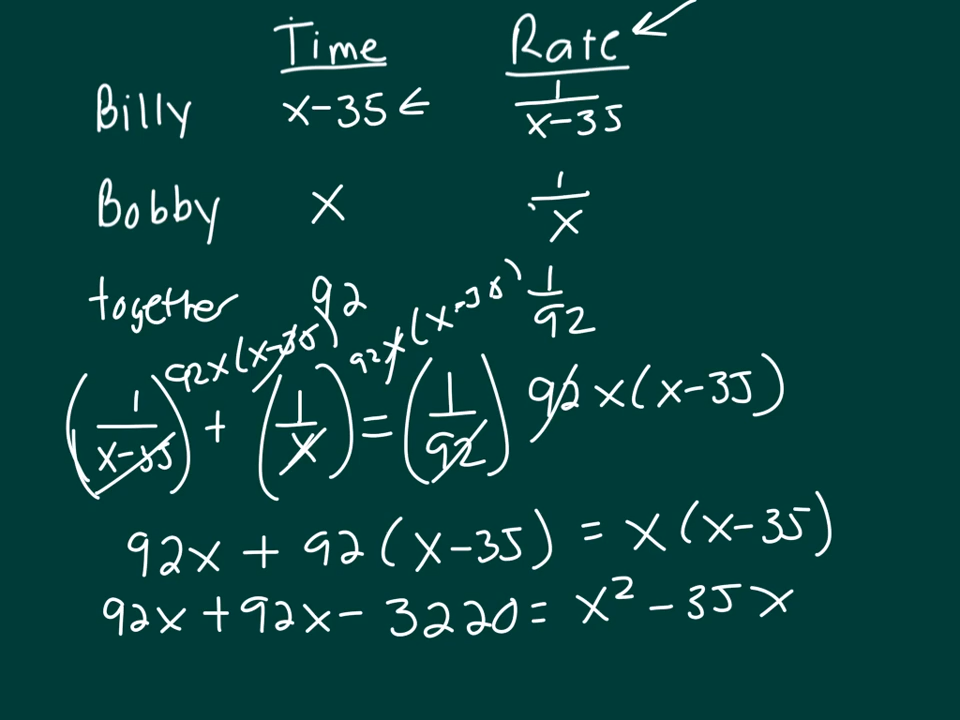 Time Rate
Billy x-35 ← 1/(x-35)
Bobby x 1/x
together 92 1/92
92x(x-35) 92x(x-35)
(1/(x-35)) + (1/x) = (1/92) 92x(x-35)
92x + 92(x-35) = x(x-35)
92x + 92x - 3220 = x² - 35x